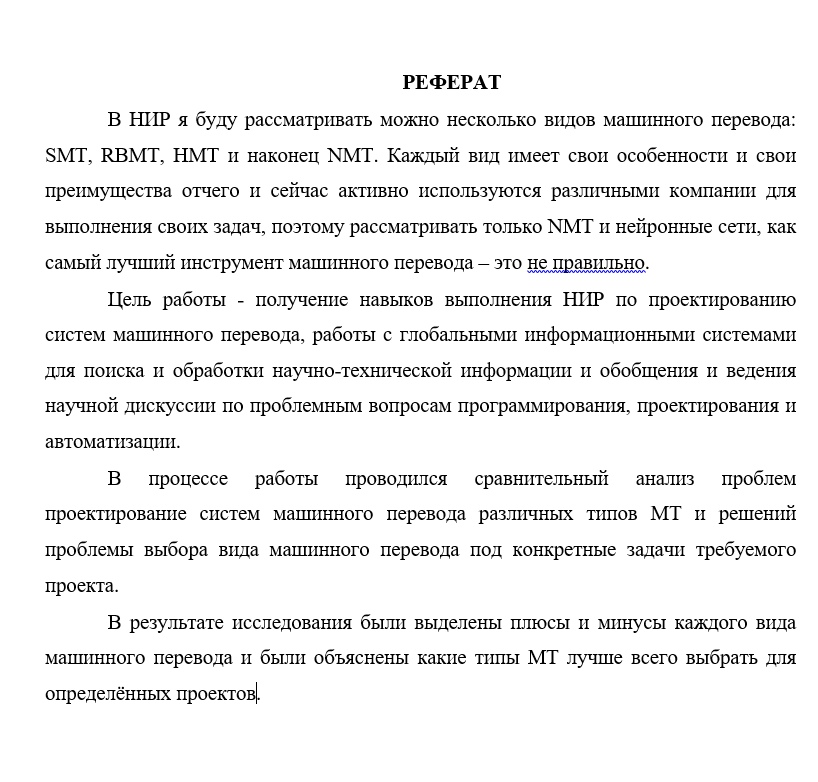 РЕФЕРАТ
В НИР я буду рассматривать можно несколько видов машинного перевода:
SMT, RBMT, HMT и наконец NMT. Каждый вид имеет свои особенности и свои
преимущества отчего и сейчас активно используются различными компании для
выполнения своих задач, поэтому рассматривать только NMT и нейронные сети, как
самый лучший инструмент машинного перевода – это не правильно.
Цель работы - получение навыков выполнения НИР по проектированию
систем машинного перевода, работы с глобальными информационными системами
для поиска и обработки научно-технической информации и обобщения и ведения
научной дискуссии по проблемным вопросам программирования, проектирования и
автоматизации.
В процессе работы проводился сравнительный анализ проблем
проектирование систем машинного перевода различных типов МТ и решений
проблемы выбора вида машинного перевода под конкретные задачи требуемого
проекта.
В результате исследования были выделены плюсы и минусы каждого вида
машинного перевода и были объяснены какие типы МТ лучше всего выбрать для
определённых проектов.